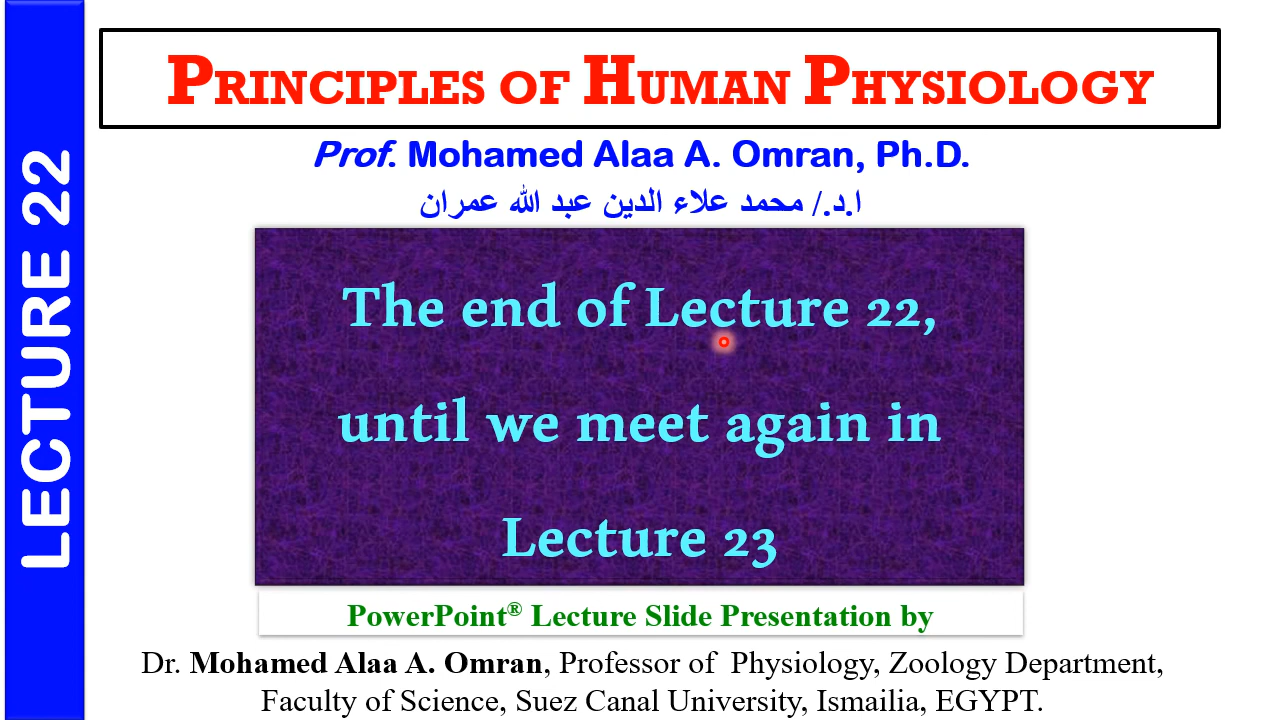 LECTURE 22
PRINCIPLES OF HUMAN PHYSIOLOGY
Prof. Mohamed Alaa A. Omran, Ph.D.
ا.د./ محمد علاء الدين عبد الله عمران
The end of Lecture 22,
until we meet again in
Lecture 23
PowerPoint® Lecture Slide Presentation by
Dr. Mohamed Alaa A. Omran, Professor of Physiology, Zoology Department,
Faculty of Science, Suez Canal University, Ismailia, EGYPT.